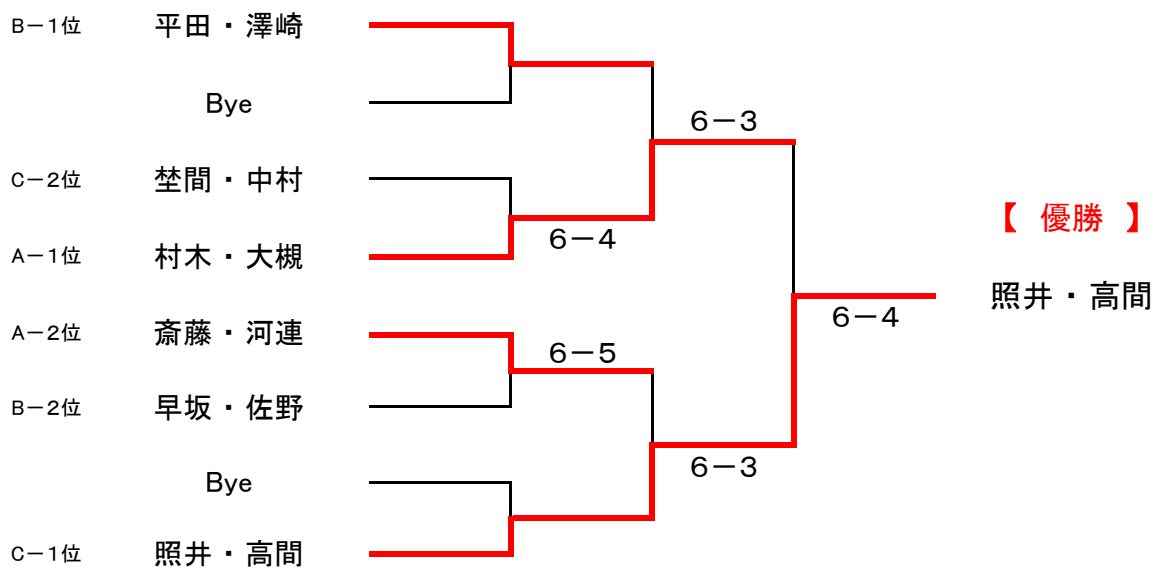 B－1位 平田・澤崎
Bye
6－3
C－2位 埜間・中村
【 優勝 】
6－4
A－1位 村木・大槻
照井・高間
6－4
A－2位 斎藤・河連
6－5
B－2位 早坂・佐野
6－3
Bye
C－1位 照井・高間